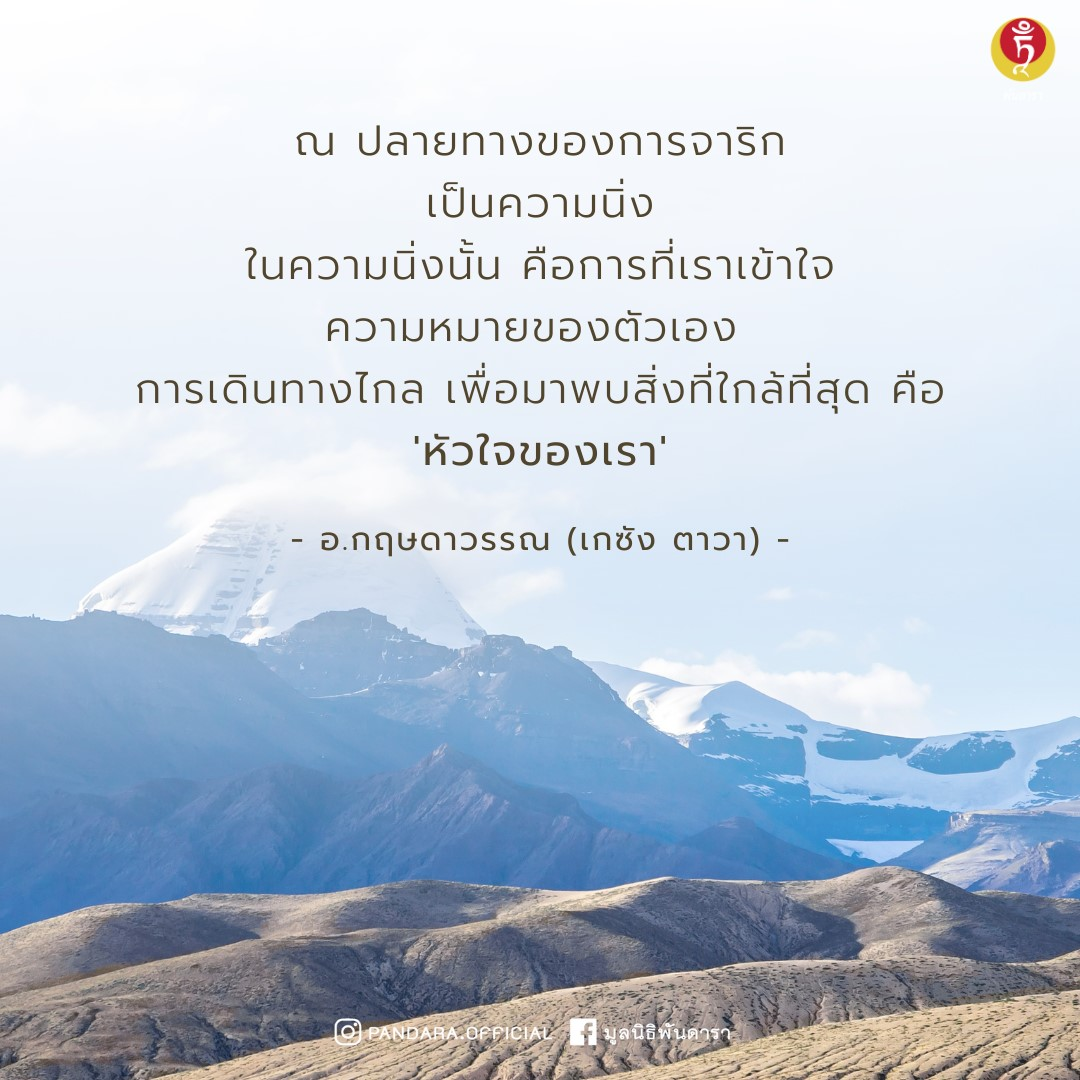 ณ ปลายทางของการจาริก
เป็นความนิ่ง
ในความนิ่งนั้น คือการที่เราเข้าใจ
ความหมายของตัวเอง
การเดินทางไกล เพื่อมาพบสิ่งที่ใกล้ที่สุด คือ
'หัวใจของเรา'
- อ.กฤษดาวรรณ (เกซัง ตาวา) -
PANDARA.OFFICIAL มูลนิธิพันดารา